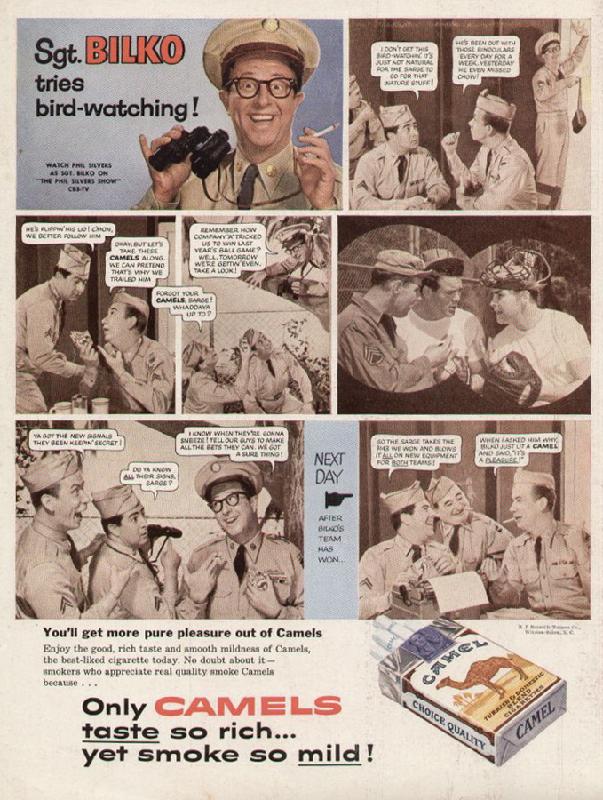 Sgt. BILKO
tries
bird-watching!
WATCH PHIL SILVERS
AS SGT. BILKO ON
"THE PHIL SILVERS SHOW"
CBS-TV
I DON'T GET THIS
BIRD-WATCHIN'. IT'S
JUST NOT NATURAL
FOR THE SARGE TO
GO FOR THAT
NATURE STUFF!
HE'S BEEN OUT WITH
THOSE BINOCULARS
EVERY DAY FOR A
WEEK. YESTERDAY
HE EVEN MISSED
CHOW!
HE'S FLIPPIN' HIS LID! C'MON,
WE BETTER FOLLOW HIM
OKAY, BUT LET'S
TAKE THESE
CAMELS ALONG.
WE CAN PRETEND
THAT'S WHY WE
TRAILED HIM
REMEMBER HOW
COMPANY "A" TRICKED
US TO WIN LAST
YEAR'S BALL GAME?
WELL, TOMORROW
WE'RE GETTIN' EVEN.
TAKE A LOOK!
FORGOT YOUR
CAMELS, SARGE!
WHADDAYA
UP TO?
YA GOT THE NEW SIGNALS
THEY BEEN KEEPIN' SECRET!
DO YA KNOW
ALL THEIR SIGNS,
SARGE?
I KNOW WHEN THEY'RE GONNA
SNEEZE! TELL OUR GUYS TO MAKE
ALL THE BETS THEY CAN. WE GOT
A SURE THING!
NEXT
DAY
AFTER
BILKO'S
TEAM
HAS
WON...
SO THE SARGE TAKES THE
WE WON AND BLOWS
IT ALL ON NEW EQUIPMENT
FOR BOTH TEAMS!
WHEN I ASKED HIM WHY,
BILKO JUST LIT A CAMEL
AND SAID, "IT'S
A PLEASURE!"
R. J. Reynolds Tobacco Co.,
Winston-Salem, N. C.
You'll get more pure pleasure out of Camels
Enjoy the good, rich taste and smooth mildness of Camels,
the best-liked cigarette today. No doubt about it—
smokers who appreciate real quality smoke Camels
because . . .
Only CAMELS
taste so rich...
yet smoke so mild!
CAMEL
TURKISH & DOMESTIC
BLEND
CIGARETTES
CHOICE QUALITY
CAMEL